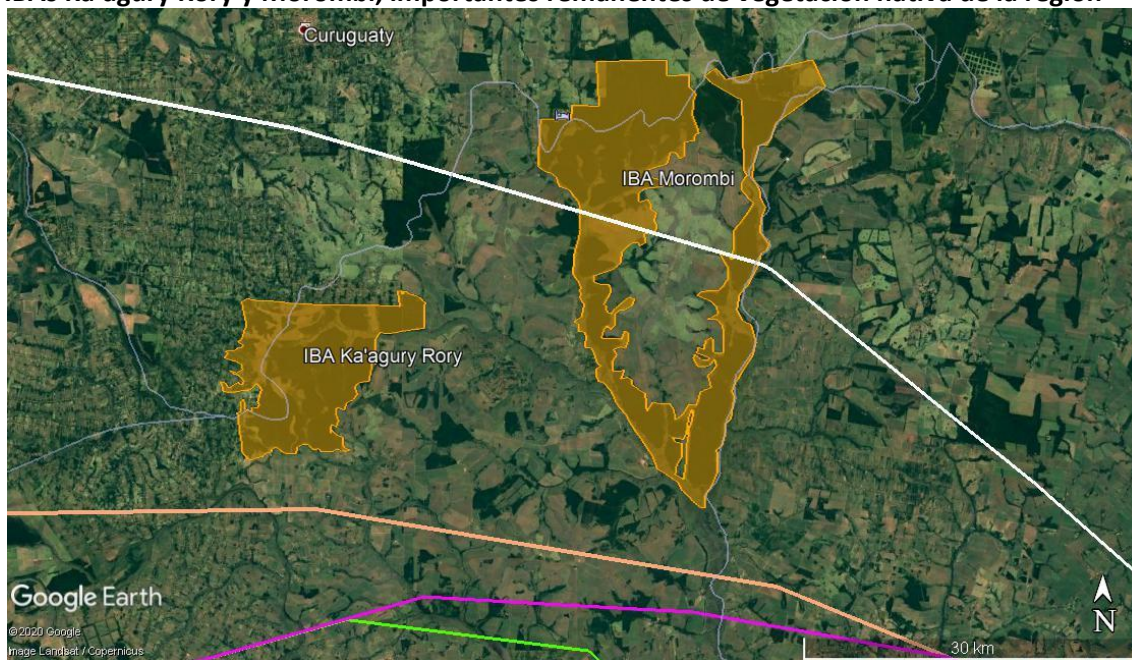 IBAs Ka'agury Rory y Morombi, importantes remanentes de vegetación nativa de la región
Curuguaty
IBA Morombi
IBA Ka'agury Rory
Google Earth
©2020 Google
Image Landsat / Copernicus
N
30 km